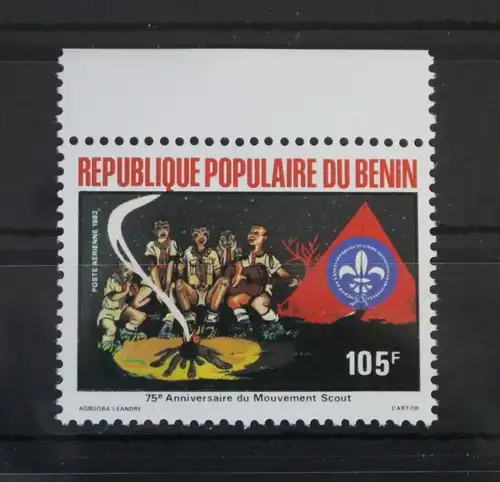 REPUBLIQUE POPULAIRE DU BENIN
POSTE AERIENNE 1982
105F
75e Anniversaire du Mouvement Scout
AGBOGBA LEANDRE
CARTOR